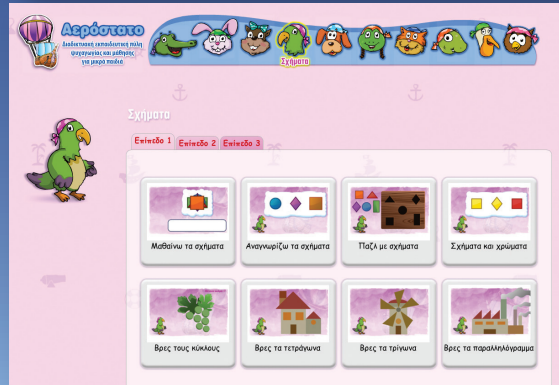 Αερόστατο
Διαδικτυακή εκπαιδευτική πύλη
ψυχαγωγίας και μάθησης
για μικρά παιδιά
Σχήματα
Σχήματα
Επίπεδο 1 Επίπεδο 2 Επίπεδο 3
Μαθαίνω τα σχήματα Αναγνωρίζω τα σχήματα Παζλ με σχήματα Σχήματα και χρώματα
Βρες τους κύκλους Βρες τα τετράγωνα Βρες τα τρίγωνα Βρες τα παραλληλόγραμμα